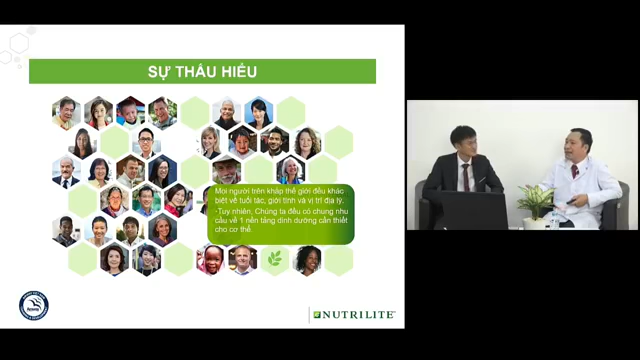 SỰ THẤU HIỂU
Mọi người trên khắp thế giới đều khác
biệt về tuổi tác, giới tính và vị trí địa lý.
-Tuy nhiên, Chúng ta đều có chung nhu
cầu về 1 nền tảng dinh dưỡng cần thiết
cho cơ thể.
NUTRILITE